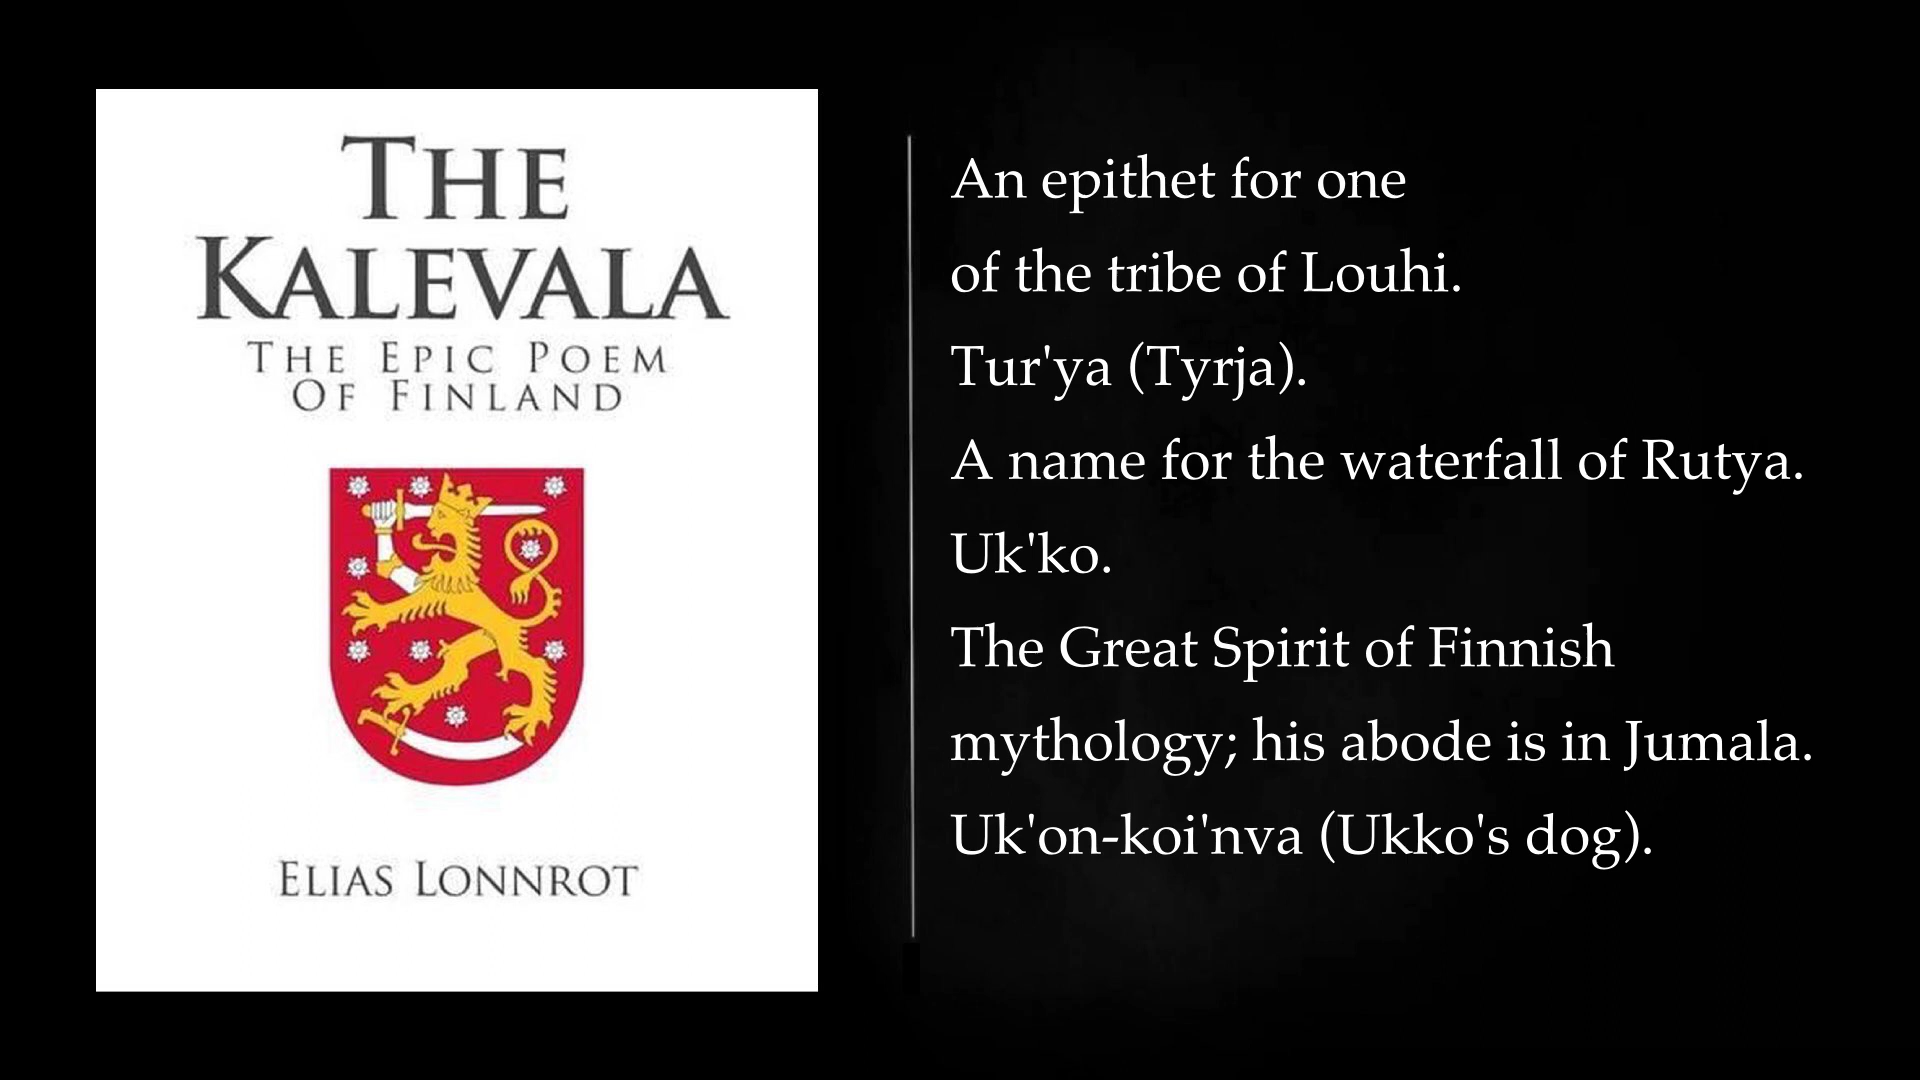 THE
KALEVALA
THE EPIC POEM
OF FINLAND
ELIAS LONNROT
An epithet for one
of the tribe of Louhi.
Tur'ya (Tyrja).
A name for the waterfall of Rutya.
Uk'ko.
The Great Spirit of Finnish
mythology; his abode is in Jumala.
Uk'on-koi'nva (Ukko's dog).